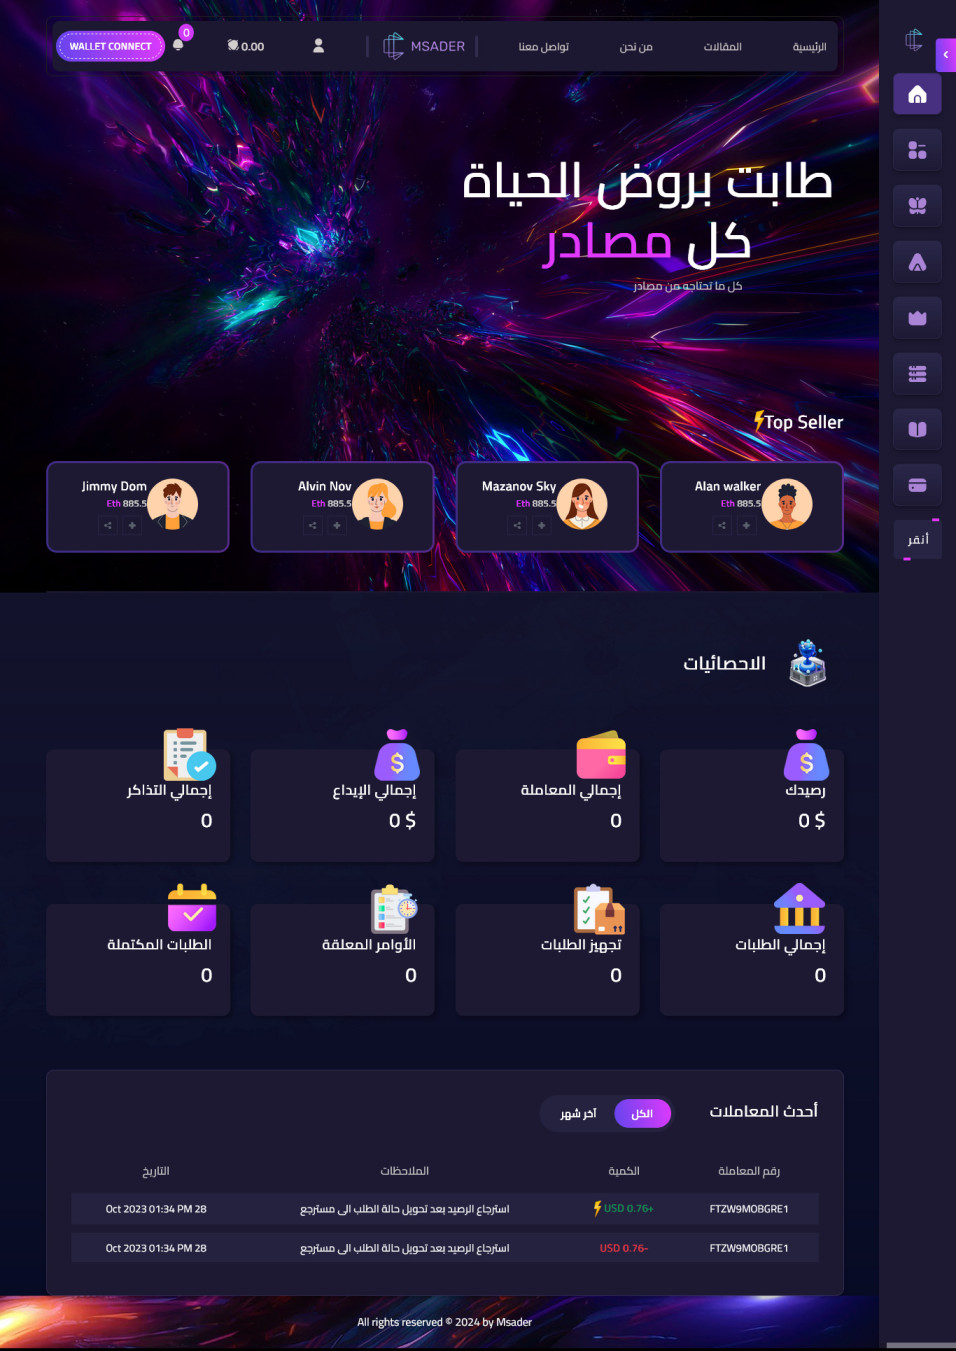 الرئيسية
المقالات
من نحن
تواصل معنا
MSADER
0.00
0
WALLET CONNECT
طابت بروض الحياة
كل مصادر
كل ما تحتاجه من مصادر
أنقر
Top Seller
Alan walker
885.5 Eth
Mazanov Sky
885.5 Eth
Alvin Nov
885.5 Eth
Jimmy Dom
885.5 Eth
الاحصائيات
رصيدك
0 $
إجمالي المعاملة
0
إجمالي الإيداع
0 $
إجمالي التذاكر
0
إجمالي الطلبات
0
تجهيز الطلبات
0
الأوامر المعلقة
0
الطلبات المكتملة
0
أحدث المعاملات
الكل
آخر شهر
رقم المعاملة الكمية الملاحظات التاريخ
FTZW9MOBGRE1 USD 0.76+ استرجاع الرصيد بعد تحويل حالة الطلب الى مسترجع Oct 2023 01:34 PM 28
FTZW9MOBGRE1 USD 0.76- استرجاع الرصيد بعد تحويل حالة الطلب الى مسترجع Oct 2023 01:34 PM 28
All rights reserved © 2024 by Msader